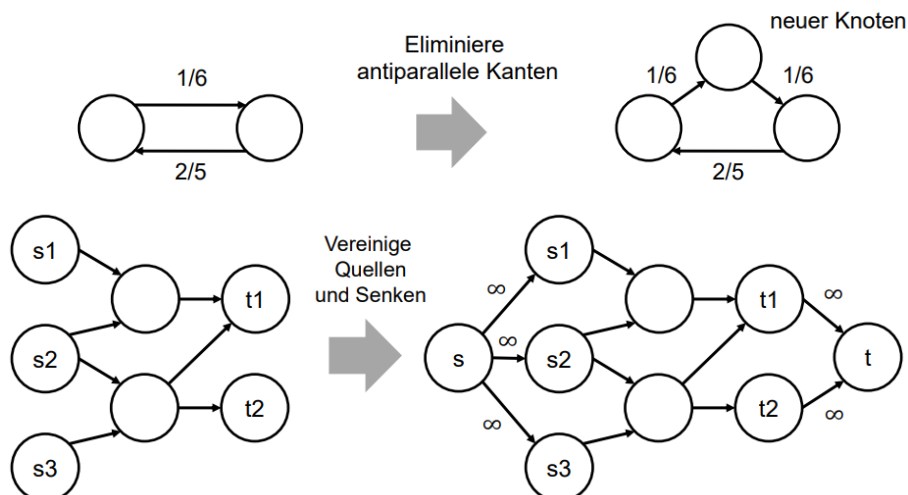 neuer Knoten
Eliminiere
antiparallele Kanten
1/6
2/5
1/6
1/6
2/5
s1
s2
s3
t1
t2
Vereinige
Quellen
und Senken
s
∞
∞
∞
s1
s2
s3
t1
t2
∞
∞
t